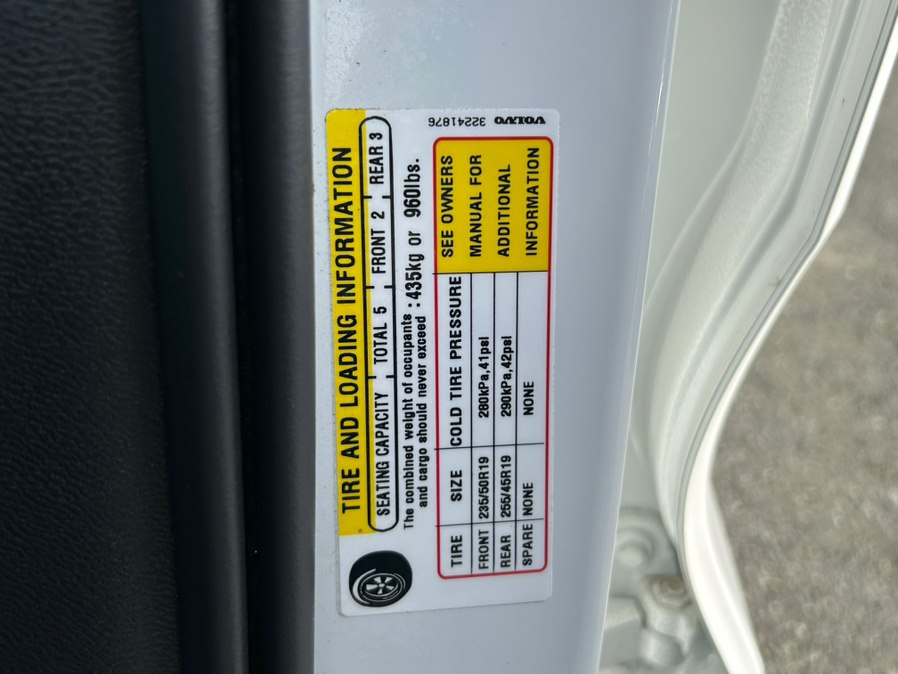 TIRE AND LOADING INFORMATION
SEATING CAPACITY TOTAL 5 FRONT 2 REAR 3
The combined weight of occupants : 435kg or 960lbs.
and cargo should never exceed
TIRE SIZE COLD TIRE PRESSURE SEE OWNERS
FRONT 235/50R19 280kPa,41psi MANUAL FOR
REAR 255/45R19 290kPa,42psi ADDITIONAL
SPARE NONE NONE INFORMATION
VOLVO 32241876